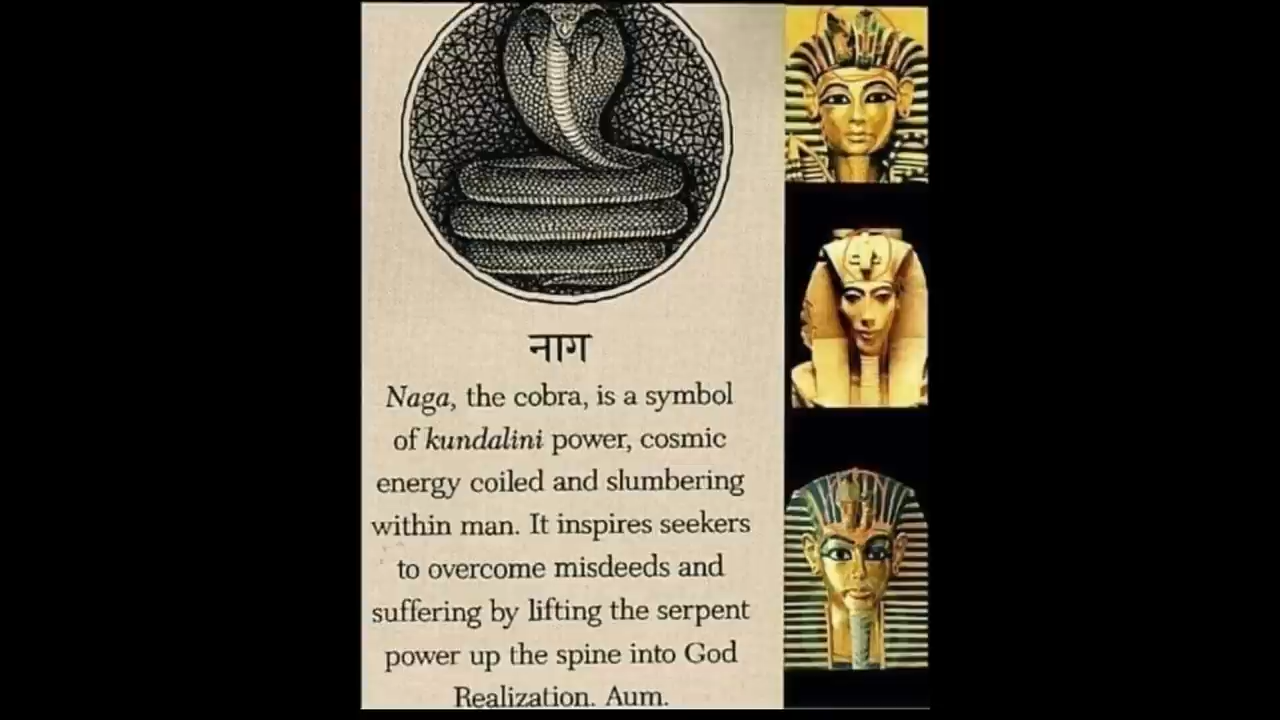 नाग
Naga, the cobra, is a symbol
of kundalini power, cosmic
energy coiled and slumbering
within man. It inspires seekers
to overcome misdeeds and
suffering by lifting the serpent
power up the spine into God
Realization. Aum.